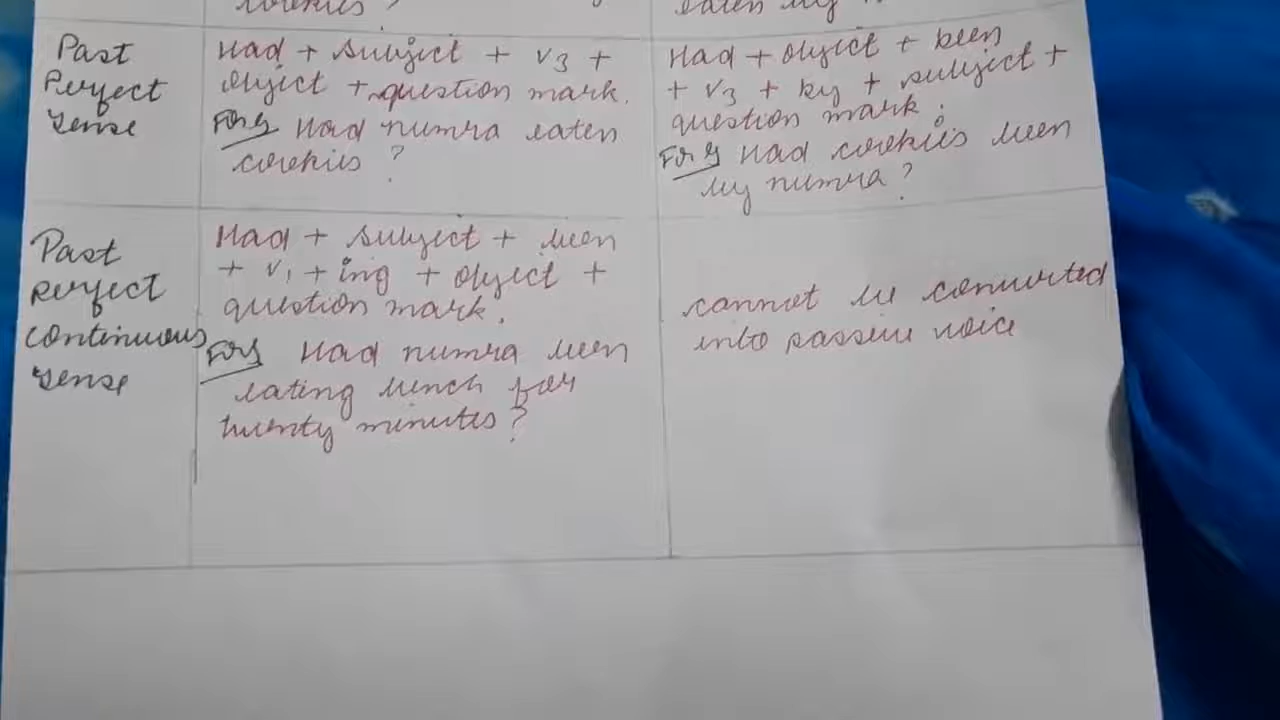 cookies?
eaten by
Past
Perfect
Tense
Had + subject + v3 +
object + question mark.
For eg Had numra eaten
cookies?
Had + object + been
+ v3 + by + subject +
question mark.
For eg Had cookies been
by numra?
Past
Perfect
Continuous
Tense
Had + subject + been
+ v1 + ing + object +
question mark.
For eg Had numra been
eating lunch for
twenty minutes?
cannot be converted
into passive voice